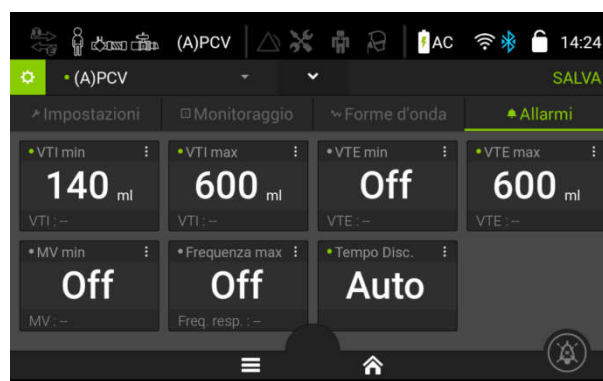 (A)PCV AC 14:24
(A)PCV SALVA
Impostazioni Monitoraggio Forme d'onda Allarmi
VTI min VTI max VTE min VTE max
140 ml 600 ml Off 600 ml
VTI : -- VTI : -- VTE : -- VTE : --
MV min Frequenza max Tempo Disc.
Off Off Auto
MV : -- Freq. resp. : --